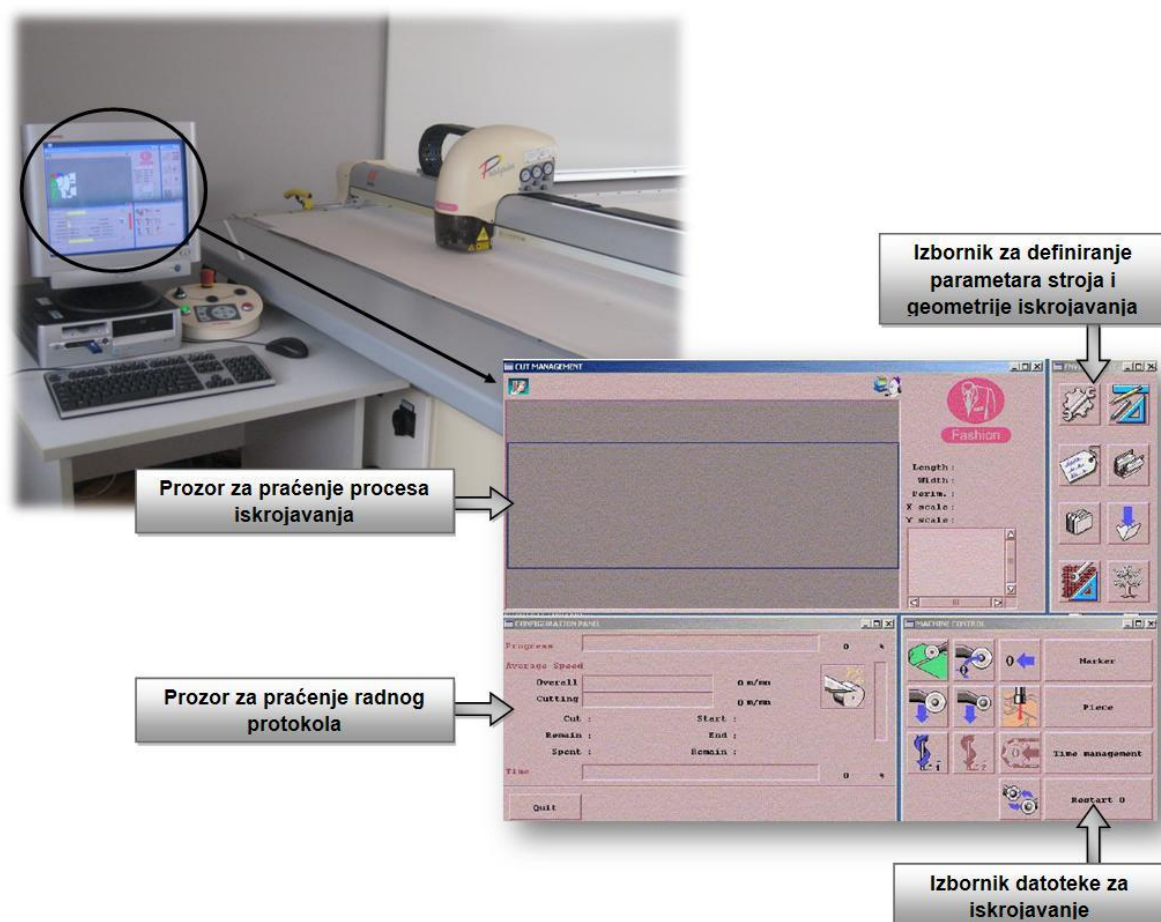 Izbornik za definiranje
parametara stroja i
geometrije iskrojavanja
CUT MANAGEMENT
Fashion
Length :
Width :
Perim. :
X scale :
Y scale :
Prozor za praćenje procesa
iskrojavanja
CONFIGURATION PANEL
Progress 0 %
Average Speed
Overall 0 m/mn
Cutting 0 m/mn
Cut : Start :
Remain : End :
Spent : Remain :
Time 0 %
Quit
Prozor za praćenje radnog
protokola
MACHINE CONTROL
0
Marker
Piece
1
2
Time management
Restart 0
Izbornik datoteke za
iskrojavanje